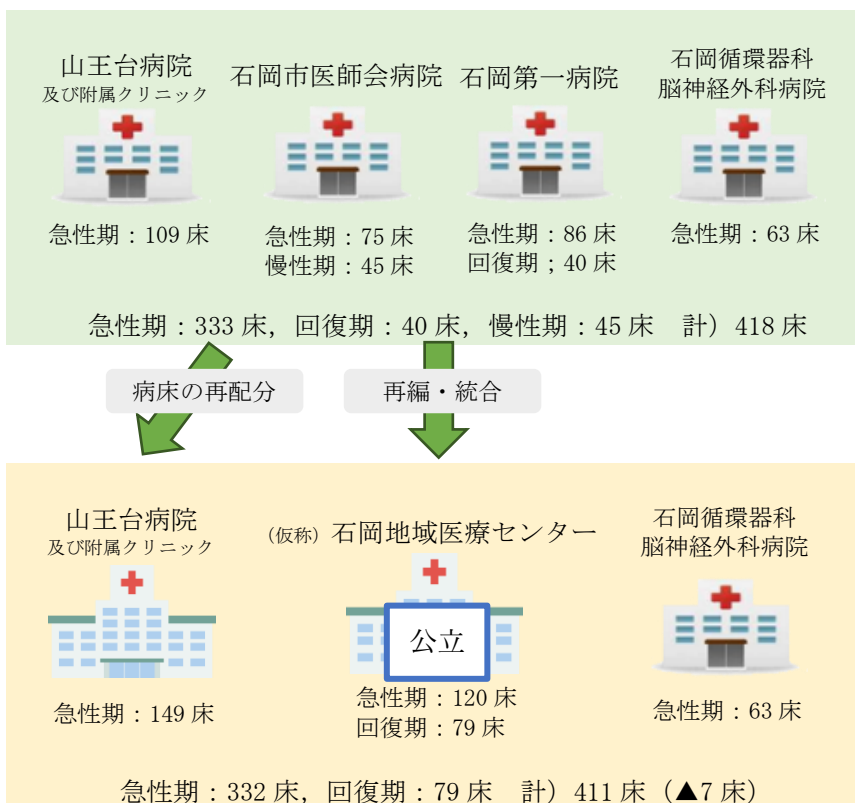 山王台病院
及び附属クリニック
石岡市医師会病院
石岡第一病院
石岡循環器科
脳神経外科病院
急性期：109 床
急性期：75 床
慢性期：45 床
急性期：86 床
回復期；40 床
急性期：63 床
急性期：333 床，回復期：40 床，慢性期：45 床　計）418 床
病床の再配分
再編・統合
山王台病院
及び附属クリニック
（仮称）石岡地域医療センター
石岡循環器科
脳神経外科病院
公立
急性期：149 床
急性期：120 床
回復期：79 床
急性期：63 床
急性期：332 床，回復期：79 床　計）411 床（▲7 床）